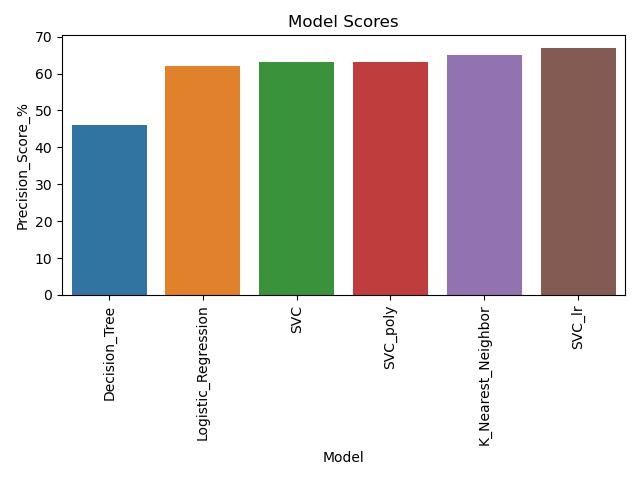 Model Scores
Precision_Score_%
70
60
50
40
30
20
10
0
Decision_Tree
Logistic_Regression
SVC
SVC_poly
K_Nearest_Neighbor
SVC_lr
Model